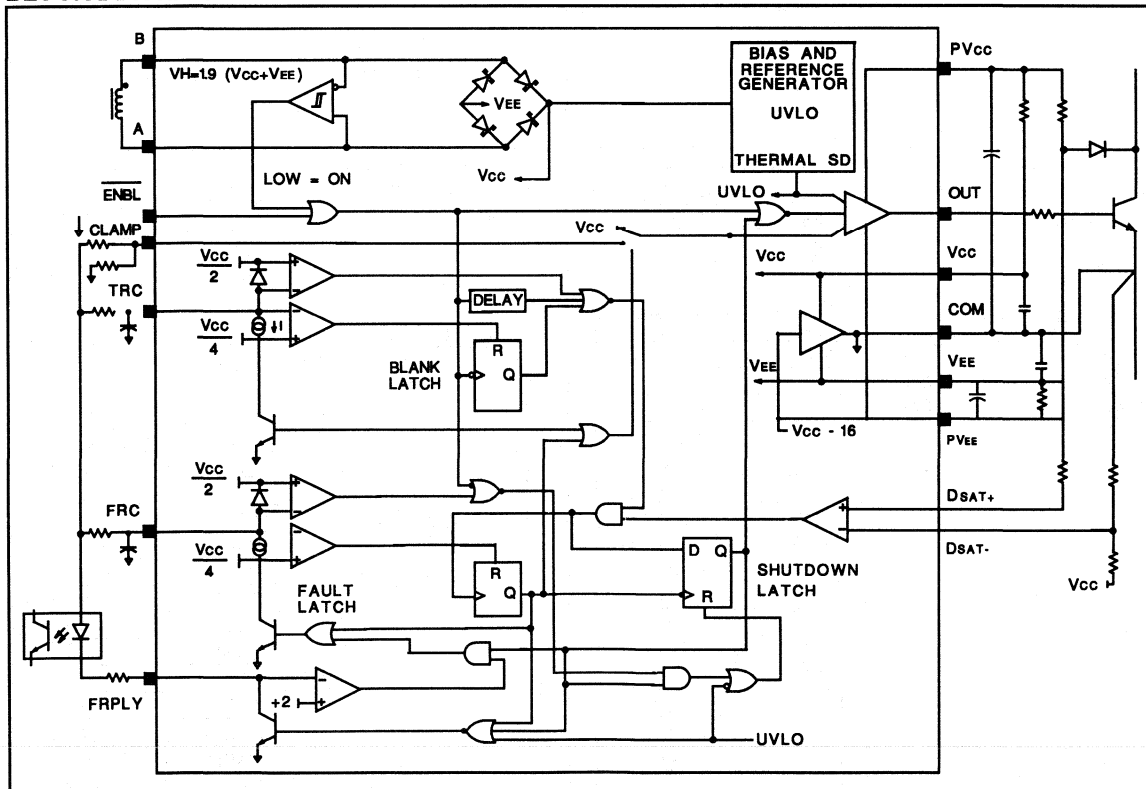 B
VH=1.9 (VCC+VEE)
VEE
A
VCC
LOW = ON
BIAS AND
REFERENCE
GENERATOR
UVLO
THERMAL SD
UVLO
PVCC
OUT
VCC
COM
VEE
PVEE
DSAT+
DSAT-
VCC
ENBL
CLAMP
TRC
FRC
FRPLY
VCC
VCC
VEE
VCC - 16
VCC
2
VCC
4
I
DELAY
R
Q
BLANK
LATCH
VCC
2
VCC
4
R
Q
FAULT
LATCH
D Q
R
SHUTDOWN
LATCH
+2
UVLO